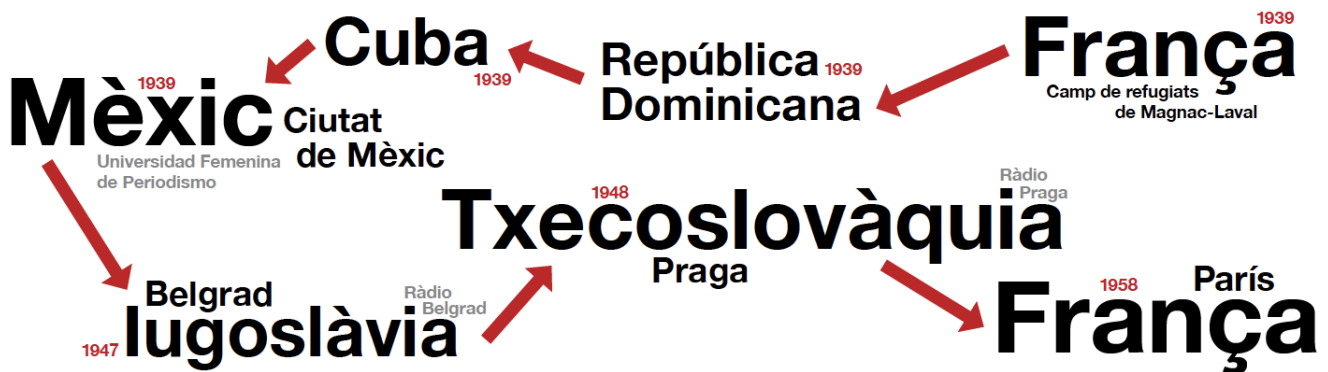 França
1939
Camp de refugiats
de Magnac-Laval
República
Dominicana
1939
Cuba
1939
Mèxic
1939
Ciutat
de Mèxic
Universidad Femenina
de Periodismo
Belgrad
Iugoslàvia
1947
Ràdio
Belgrad
Txecoslovàquia
1948
Praga
Ràdio
Praga
França
1958
París